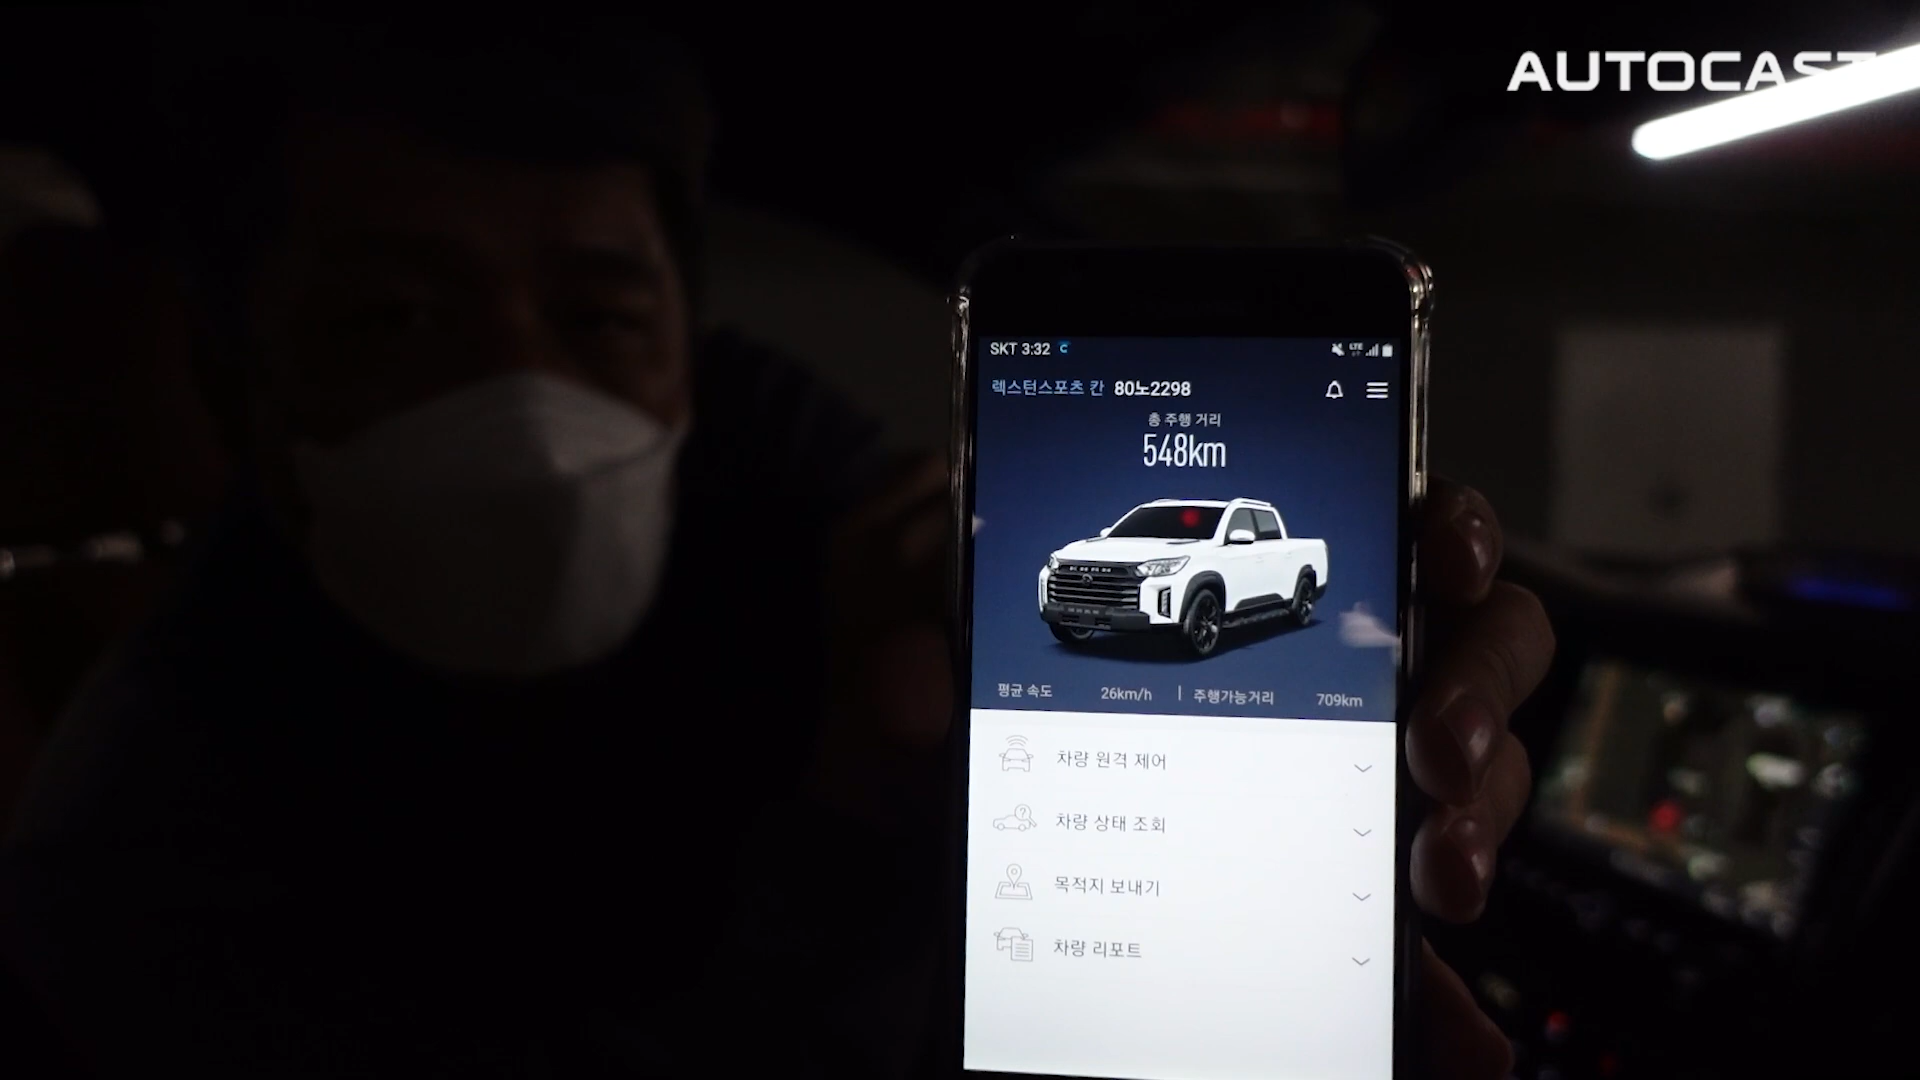 AUTOCAST
SKT 3:32
LTE
렉스턴스포츠 칸 80노2298
총 주행 거리
548km
평균 속도 26km/h | 주행가능거리 709km
차량 원격 제어
차량 상태 조회
목적지 보내기
차량 리포트